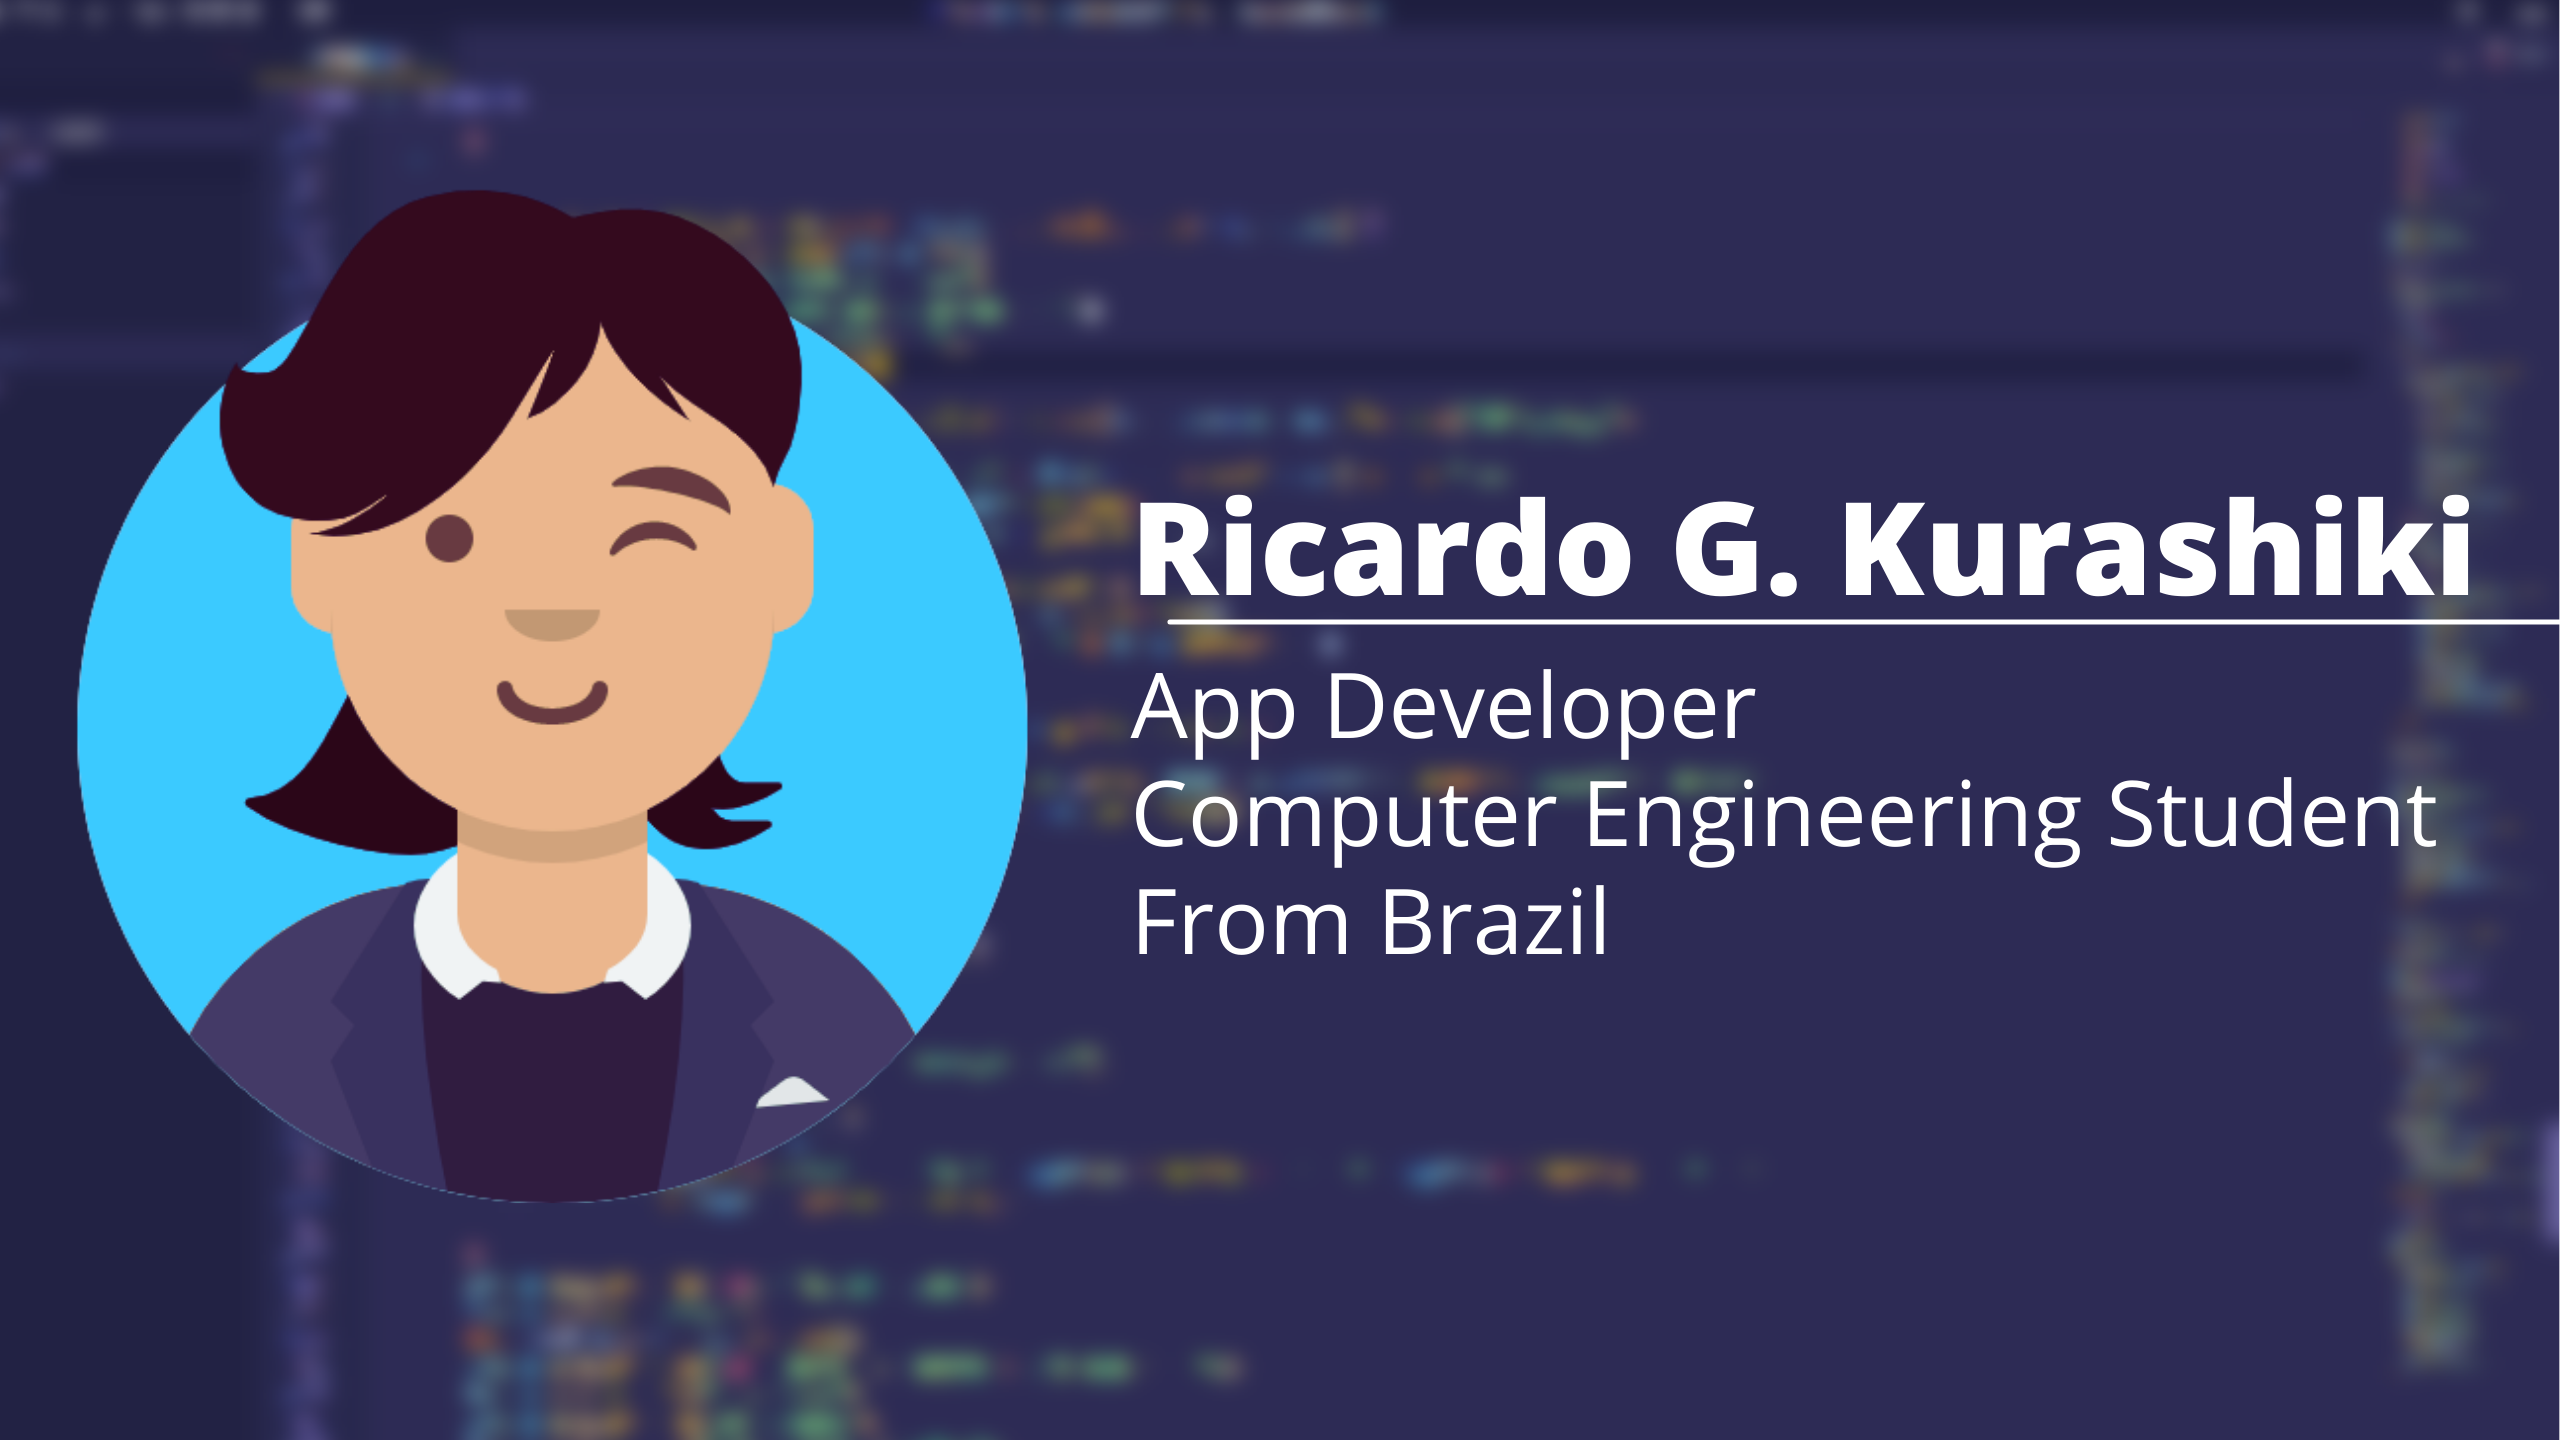 Ricardo G. Kurashiki
App Developer
Computer Engineering Student
From Brazil